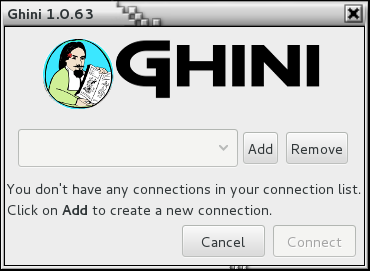 Ghini 1.0.63
GHINI
Add Remove
You don't have any connections in your connection list.
Click on Add to create a new connection.
Cancel Connect